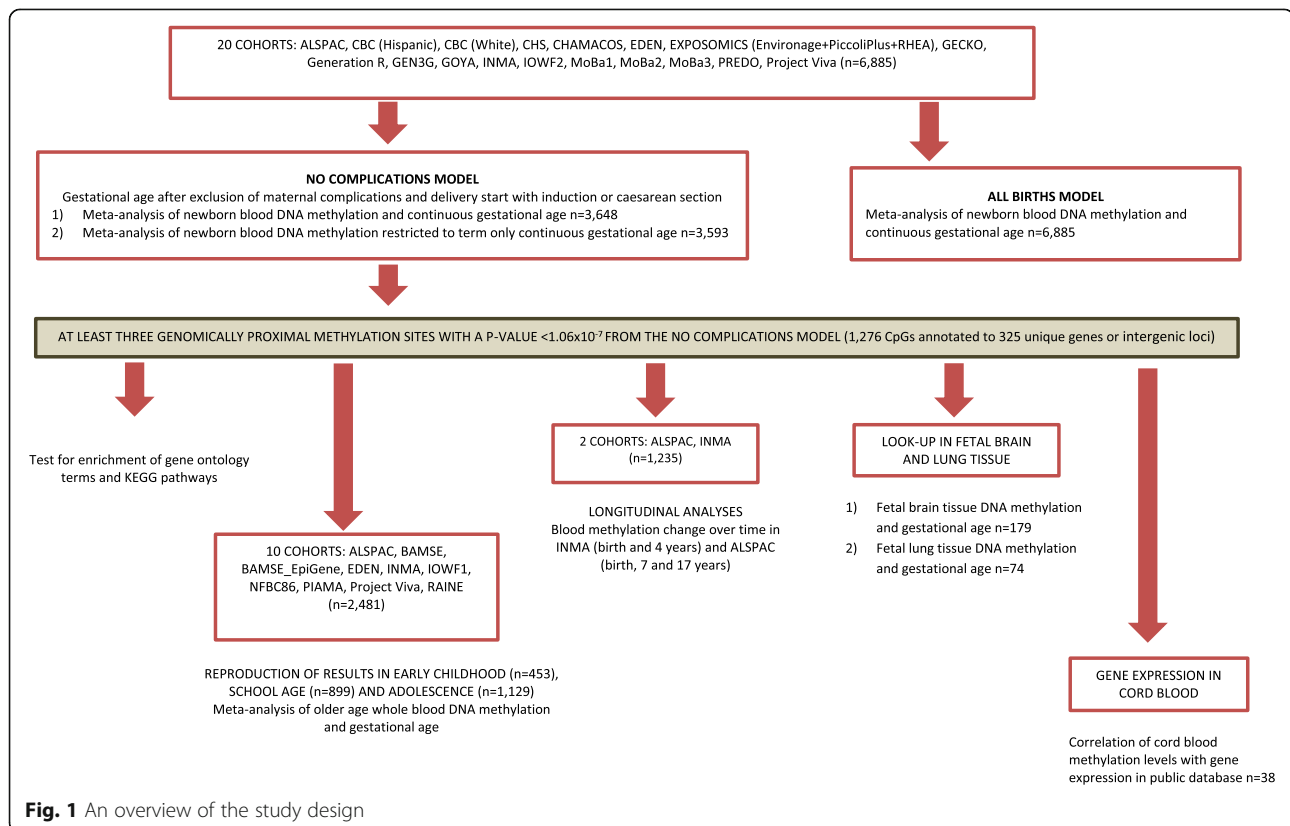 20 COHORTS: ALSPAC, CBC (Hispanic), CBC (White), CHS, CHAMACOS, EDEN, EXPOSOMICS (Environage+PiccoliPlus+RHEA), GECKO,
Generation R, GEN3G, GOYA, INMA, IOWF2, MoBa1, MoBa2, MoBa3, PREDO, Project Viva (n=6,885)
NO COMPLICATIONS MODEL
Gestational age after exclusion of maternal complications and delivery start with induction or caesarean section
1) Meta-analysis of newborn blood DNA methylation and continuous gestational age n=3,648
2) Meta-analysis of newborn blood DNA methylation restricted to term only continuous gestational age n=3,593
ALL BIRTHS MODEL
Meta-analysis of newborn blood DNA methylation and
continuous gestational age n=6,885
AT LEAST THREE GENOMICALLY PROXIMAL METHYLATION SITES WITH A P-VALUE <1.06x10⁻⁷ FROM THE NO COMPLICATIONS MODEL (1,276 CpGs annotated to 325 unique genes or intergenic loci)
Test for enrichment of gene ontology
terms and KEGG pathways
10 COHORTS: ALSPAC, BAMSE,
BAMSE_EpiGene, EDEN, INMA, IOWF1,
NFBC86, PIAMA, Project Viva, RAINE
(n=2,481)
REPRODUCTION OF RESULTS IN EARLY CHILDHOOD (n=453),
SCHOOL AGE (n=899) AND ADOLESCENCE (n=1,129)
Meta-analysis of older age whole blood DNA methylation
and gestational age
2 COHORTS: ALSPAC, INMA
(n=1,235)
LONGITUDINAL ANALYSES
Blood methylation change over time in
INMA (birth and 4 years) and ALSPAC
(birth, 7 and 17 years)
LOOK-UP IN FETAL BRAIN
AND LUNG TISSUE
1) Fetal brain tissue DNA methylation
and gestational age n=179
2) Fetal lung tissue DNA methylation
and gestational age n=74
GENE EXPRESSION IN
CORD BLOOD
Correlation of cord blood
methylation levels with gene
expression in public database n=38
Fig. 1 An overview of the study design